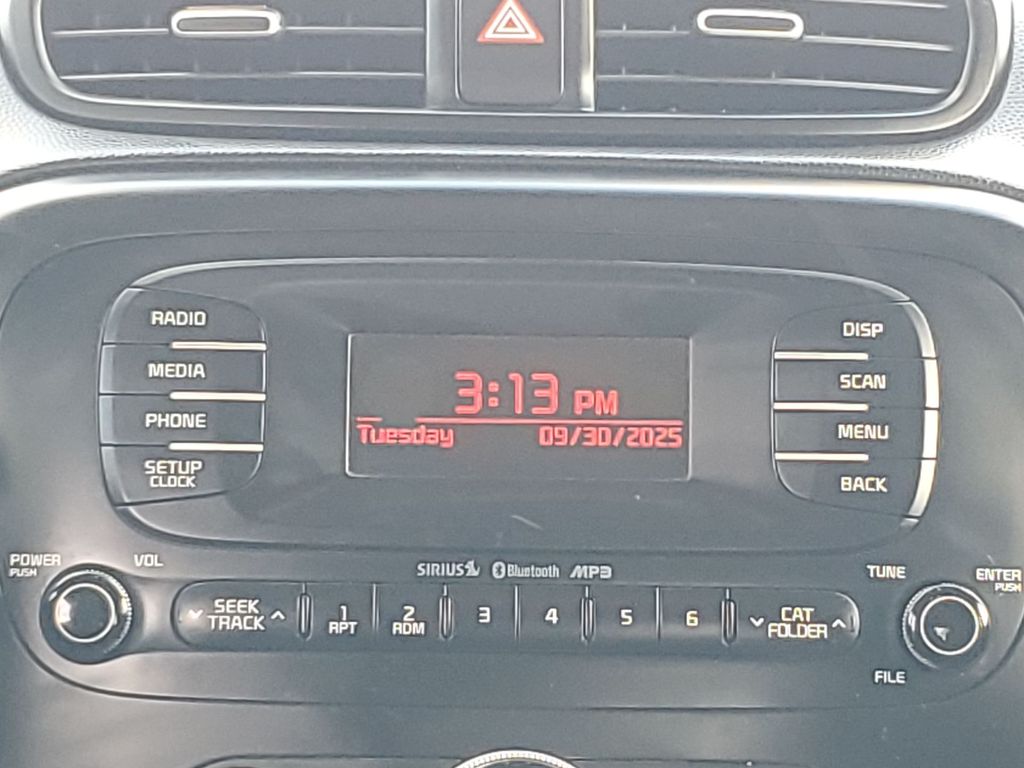 RADIO
MEDIA
PHONE
SETUP
CLOCK
3:13 PM
Tuesday 09/30/2025
DISP
SCAN
MENU
BACK
POWER
PUSH
VOL
SIRIUS Bluetooth MP3
TUNE
ENTER
PUSH
SEEK
TRACK
1
RPT
2
RDM
3
4
5
6
CAT
FOLDER
FILE